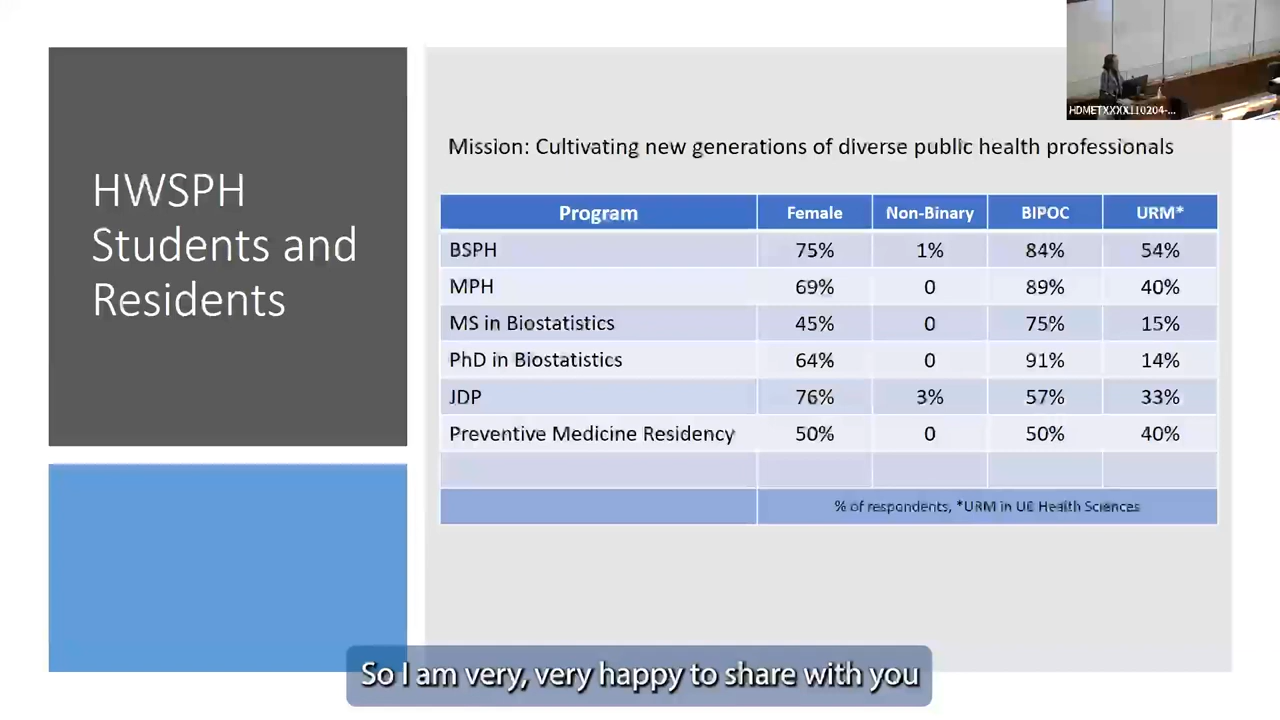 HDMETXXXX110204-...
HWSPH
Students and
Residents
Mission: Cultivating new generations of diverse public health professionals
Program Female Non-Binary BIPOC URM*
BSPH 75% 1% 84% 54%
MPH 69% 0 89% 40%
MS in Biostatistics 45% 0 75% 15%
PhD in Biostatistics 64% 0 91% 14%
JDP 76% 3% 57% 33%
Preventive Medicine Residency 50% 0 50% 40%
% of respondents, *URM in UC Health Sciences
So I am very, very happy to share with you